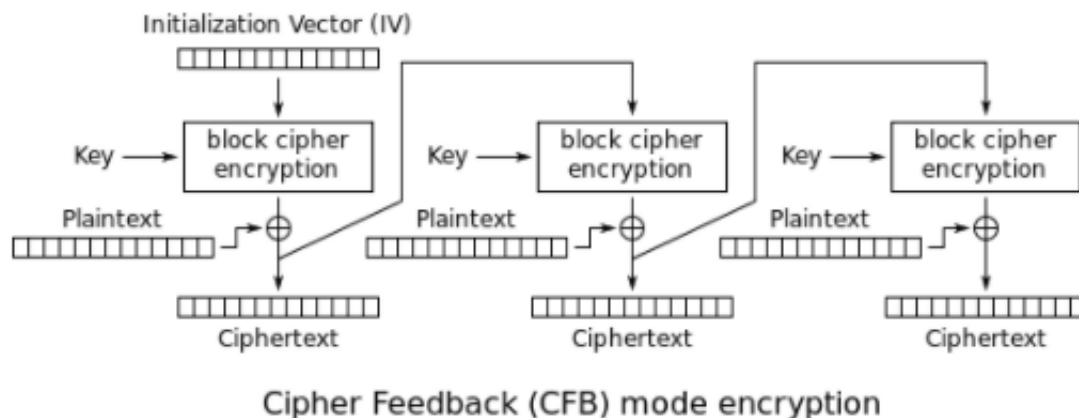 Initialization Vector (IV)
Key
block cipher
encryption
Key
block cipher
encryption
Key
block cipher
encryption
Plaintext
Plaintext
Plaintext
Ciphertext
Ciphertext
Ciphertext
Cipher Feedback (CFB) mode encryption